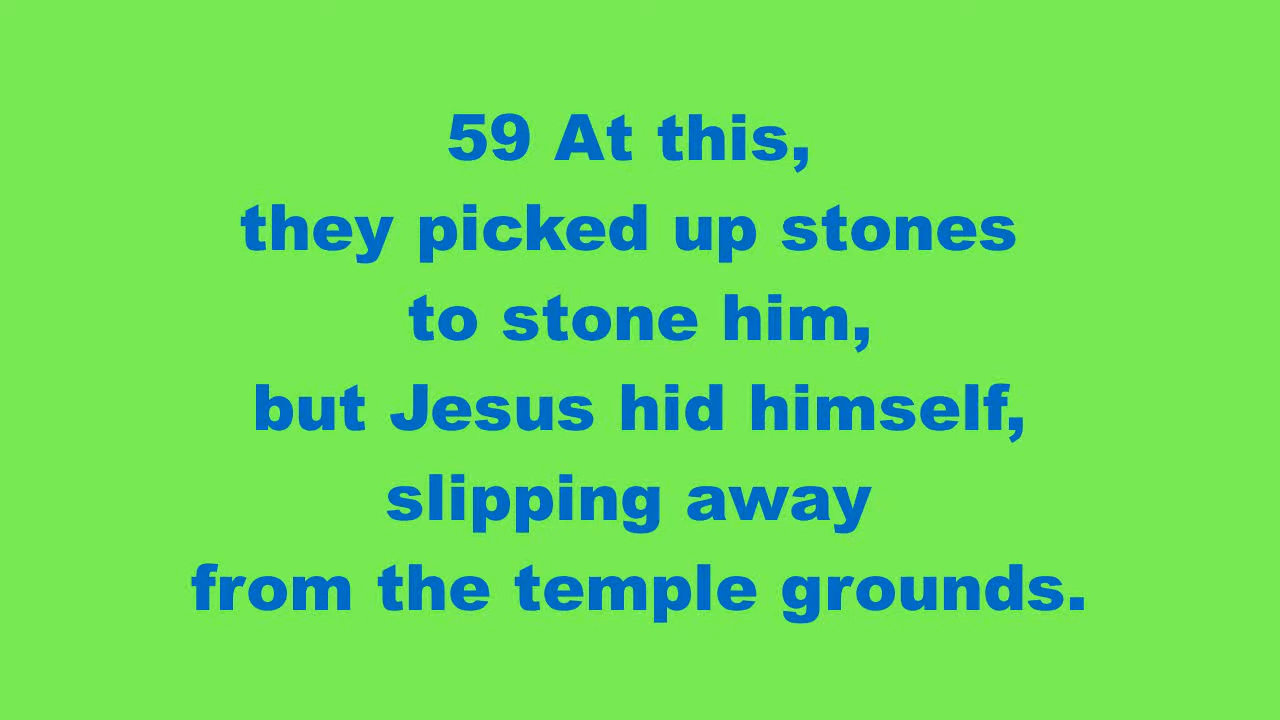 59 At this,
they picked up stones
to stone him,
but Jesus hid himself,
slipping away
from the temple grounds.